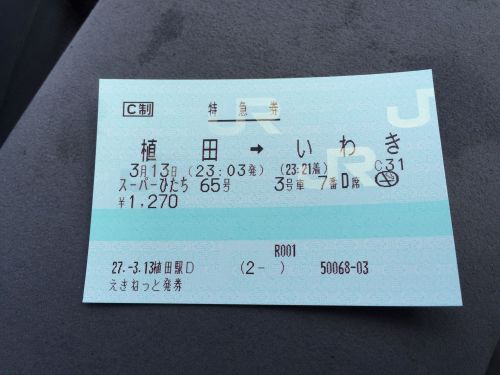 C制 特急券
植田 → いわき
3月13日 (23:03発) (23:21着) C31
スーパーひたち 65号 3号車 7番D席
¥1,270
R001
27.-3.13植田駅D (2- ) 50068-03
えきねっと発券